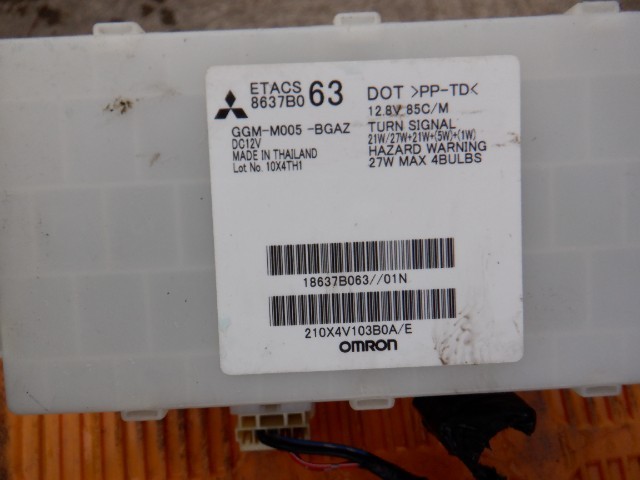 ETACS
8637B0 63
GGM-M005 -BGAZ
DC12V
MADE IN THAILAND
Lot No. 10X4TH1
DOT >PP-TD<
12.8V 85C/M
TURN SIGNAL
21W/27W+21W+(5W)+(1W)
HAZARD WARNING
27W MAX 4BULBS
18637B063//01N
210X4V103B0A/E
OMRON